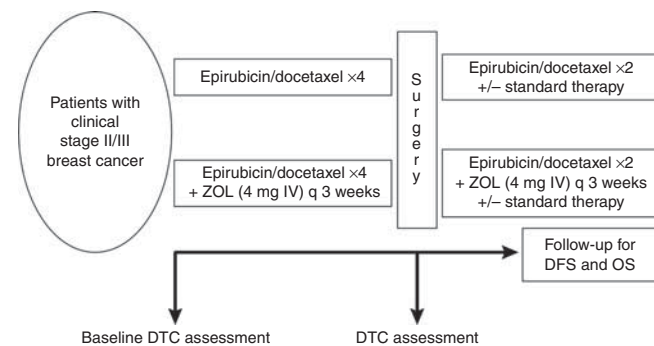 Patients with
clinical
stage II/III
breast cancer
Epirubicin/docetaxel ×4
Epirubicin/docetaxel ×4
+ ZOL (4 mg IV) q 3 weeks
Surgery
Epirubicin/docetaxel ×2
+/– standard therapy
Epirubicin/docetaxel ×2
+ ZOL (4 mg IV) q 3 weeks
+/– standard therapy
Follow-up for
DFS and OS
Baseline DTC assessment
DTC assessment